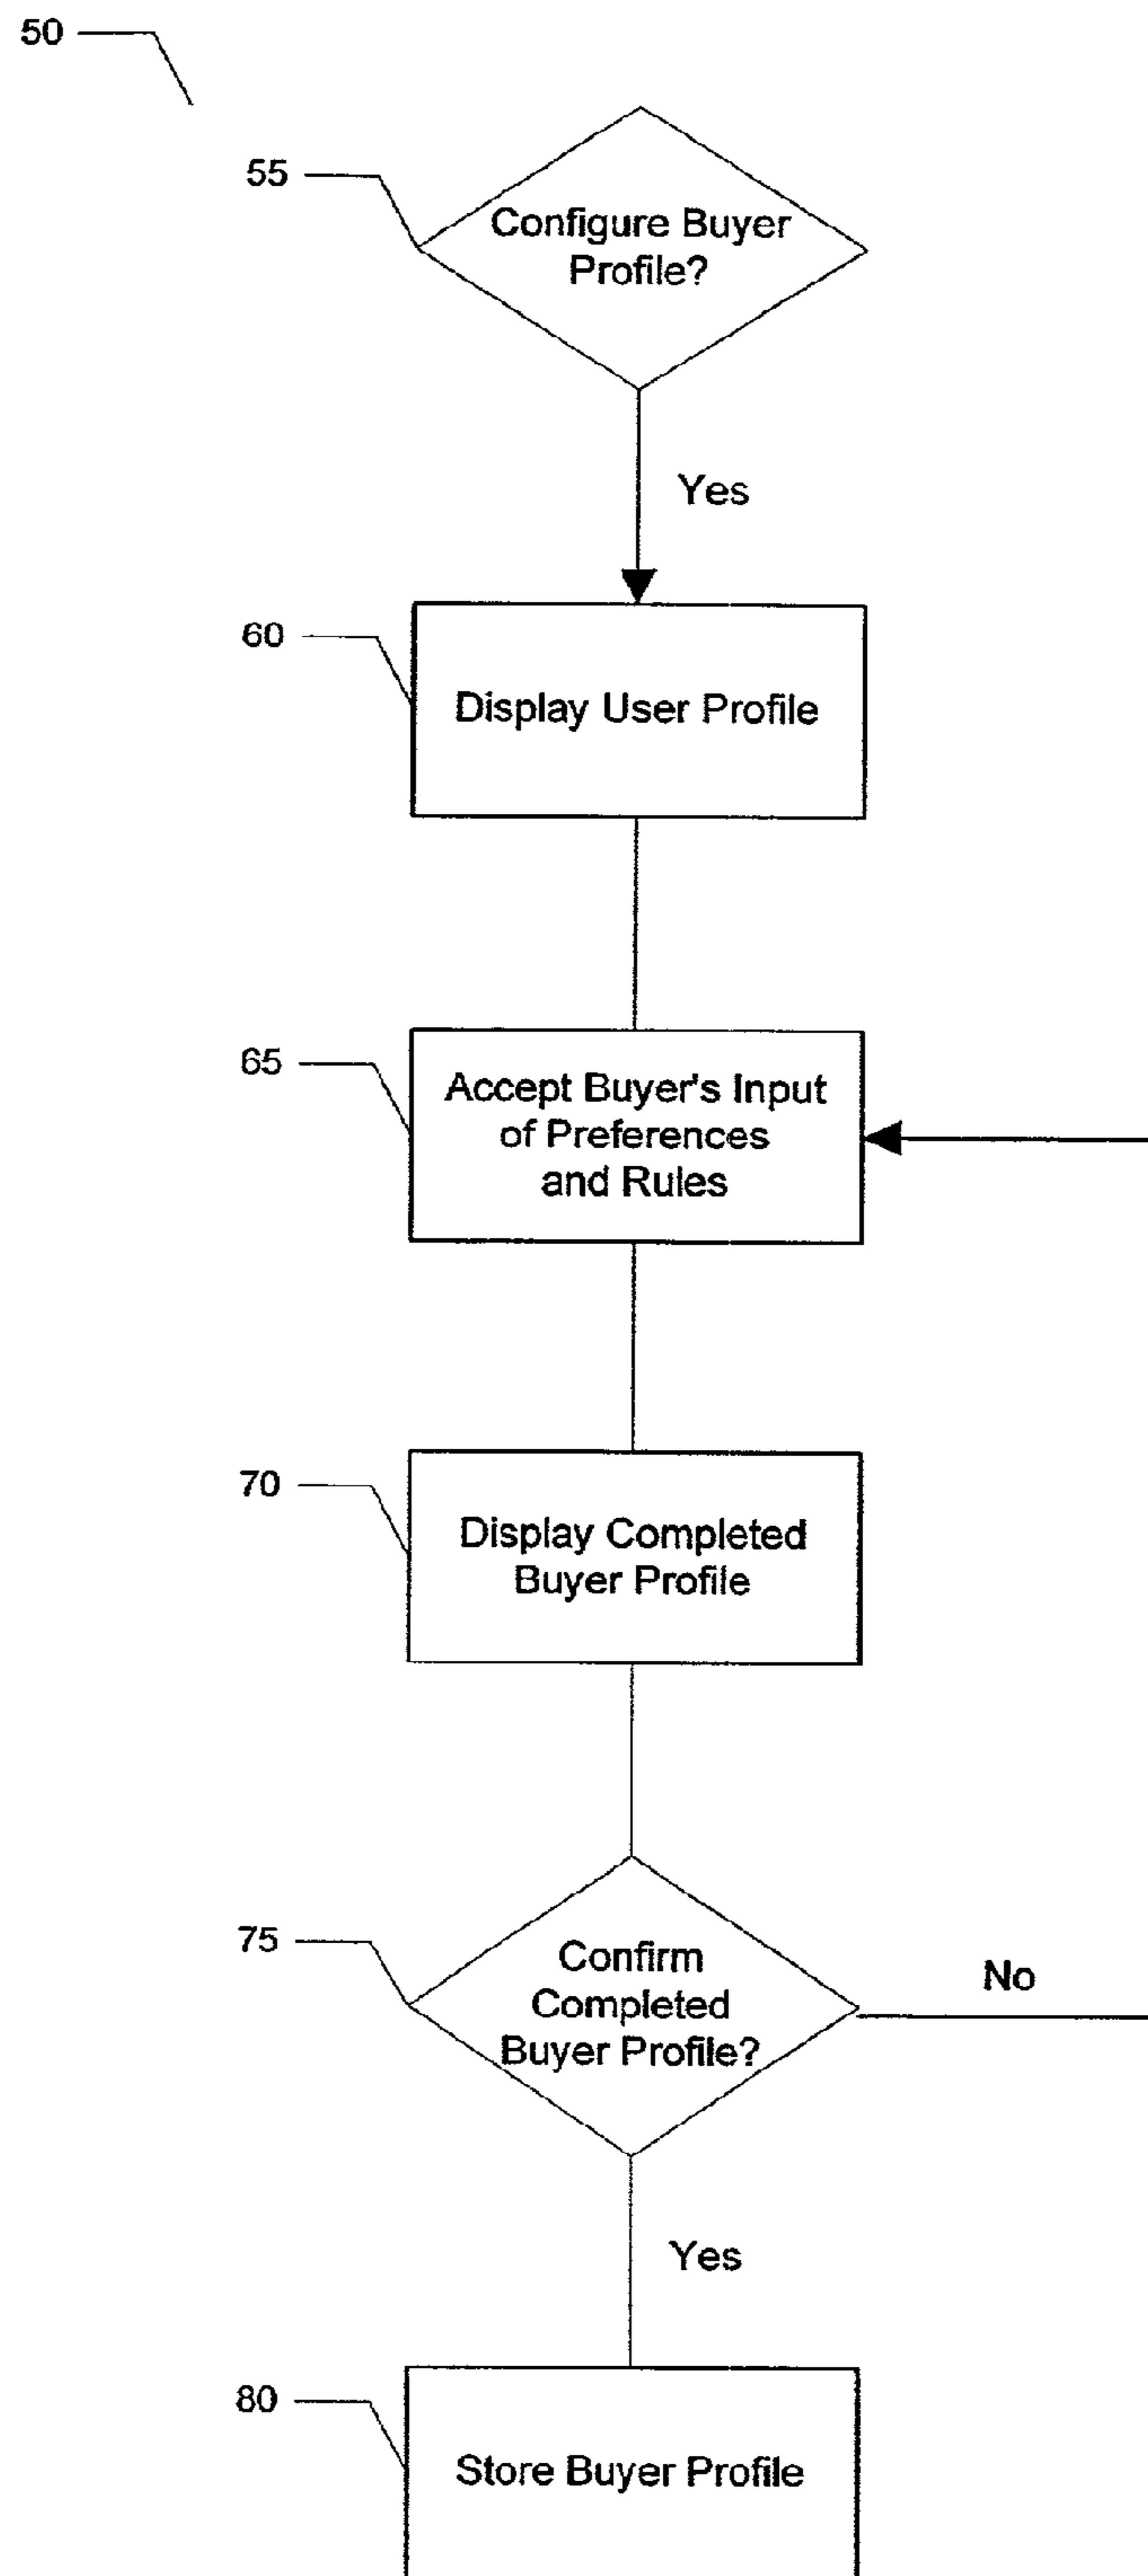 50
55
Configure Buyer
Profile?
Yes
60
Display User Profile
65
Accept Buyer's Input
of Preferences
and Rules
70
Display Completed
Buyer Profile
75
Confirm
Completed
Buyer Profile?
No
Yes
80
Store Buyer Profile